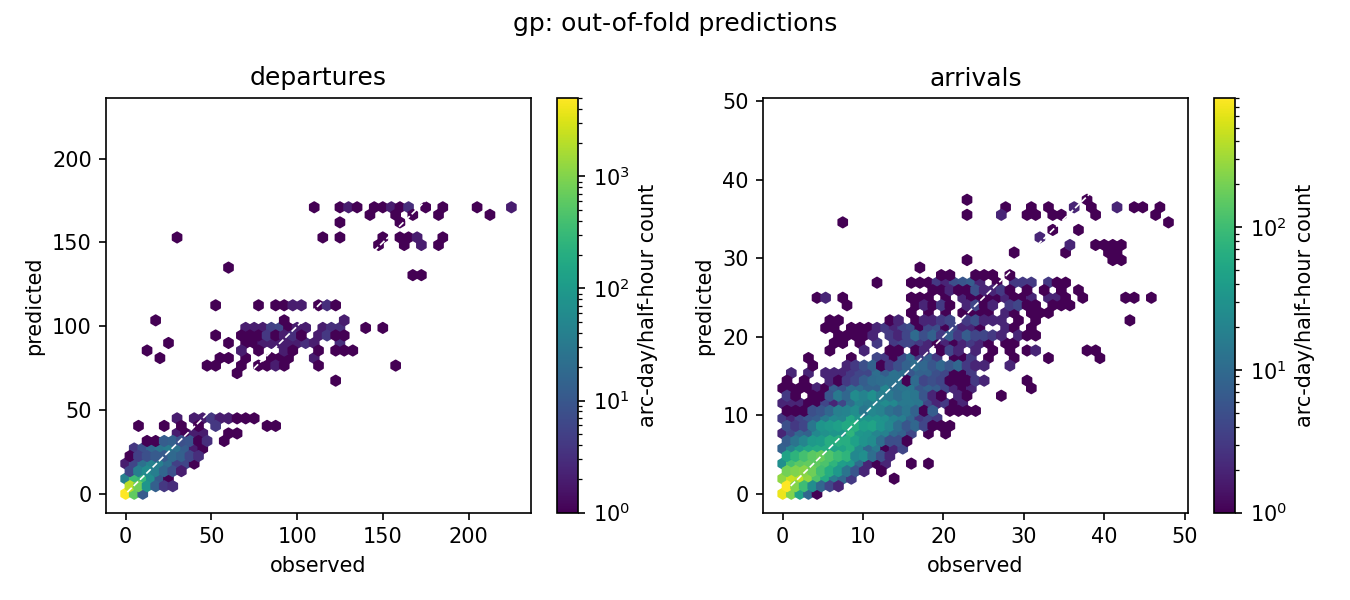 gp: out-of-fold predictions
departures
200
150
100
50
0
0 50 100 150 200
predicted
observed
10³
10²
10¹
10⁰
arc-day/half-hour count
arrivals
50
40
30
20
10
0
0 10 20 30 40 50
predicted
observed
10²
10¹
10⁰
arc-day/half-hour count